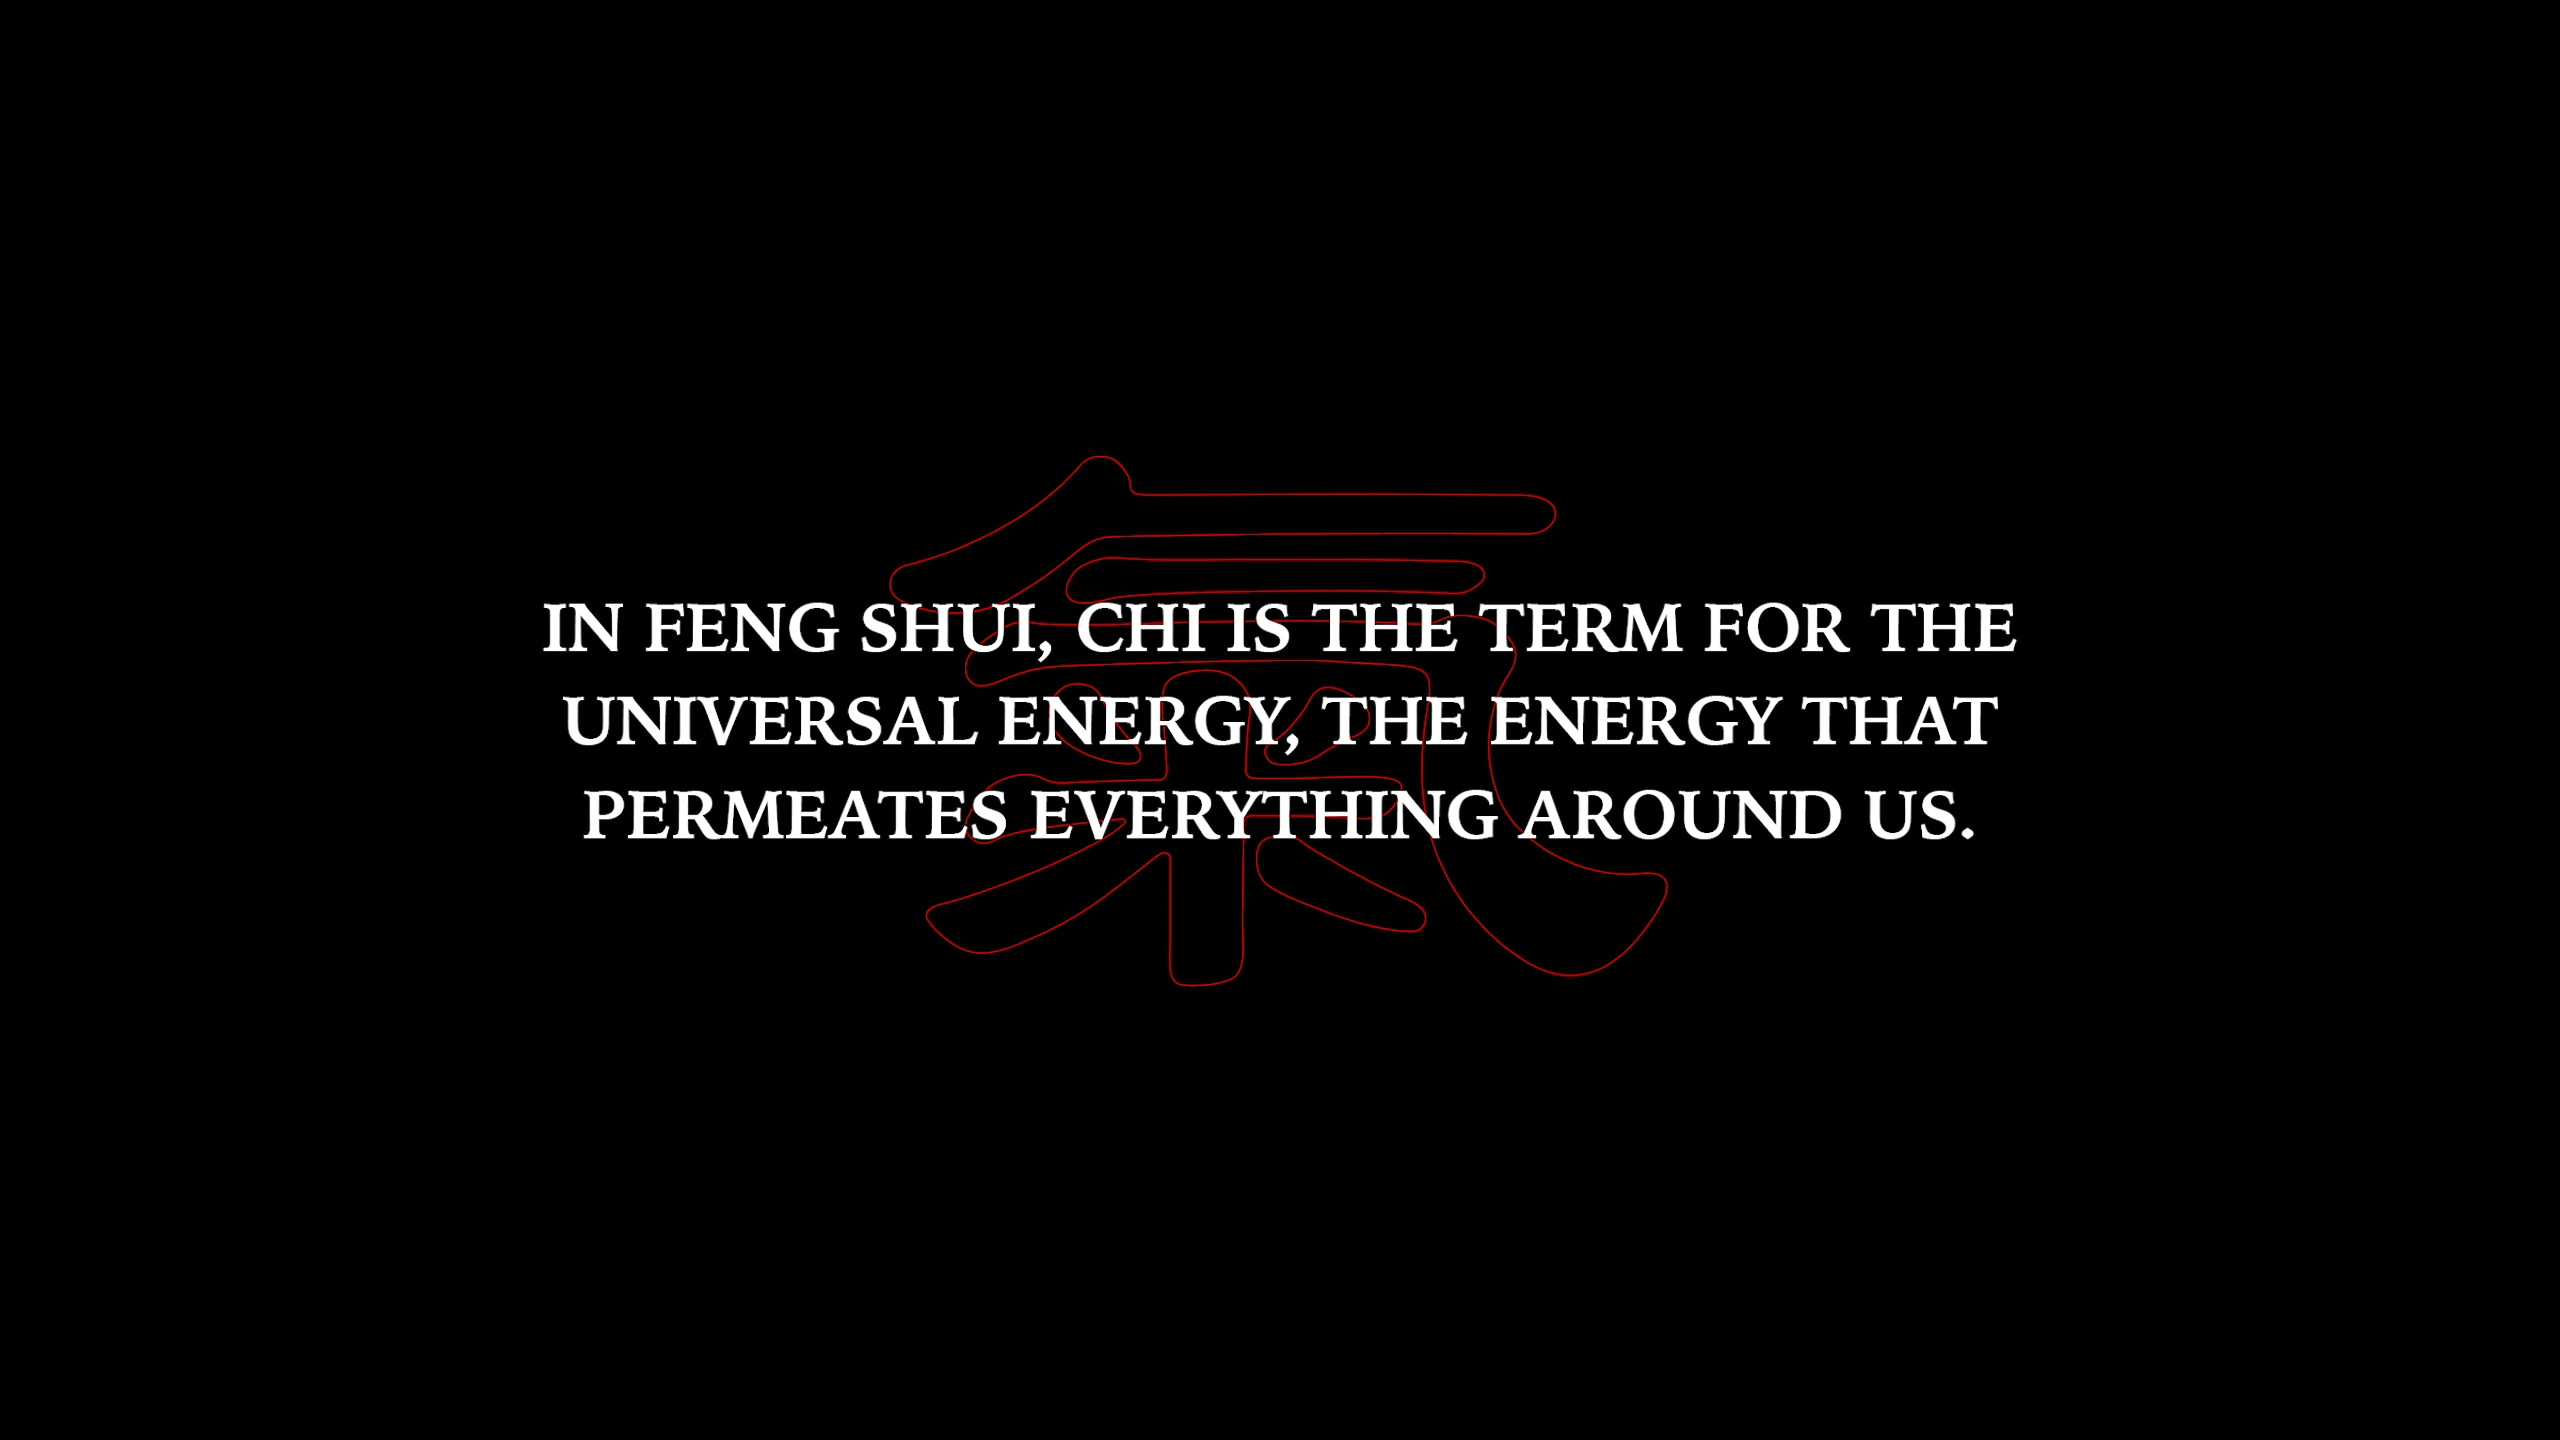 氣
IN FENG SHUI, CHI IS THE TERM FOR THE
UNIVERSAL ENERGY, THE ENERGY THAT
PERMEATES EVERYTHING AROUND US.